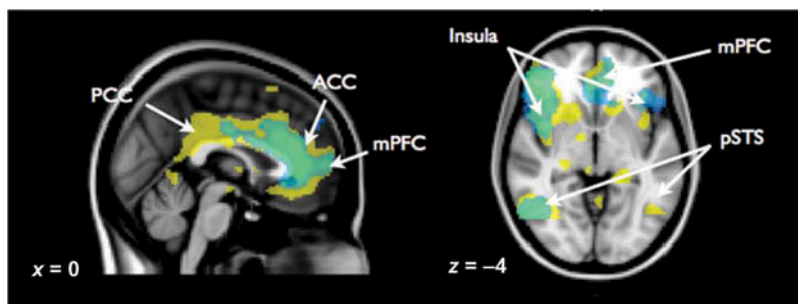 PCC
ACC
mPFC
x = 0
Insula
mPFC
pSTS
z = –4